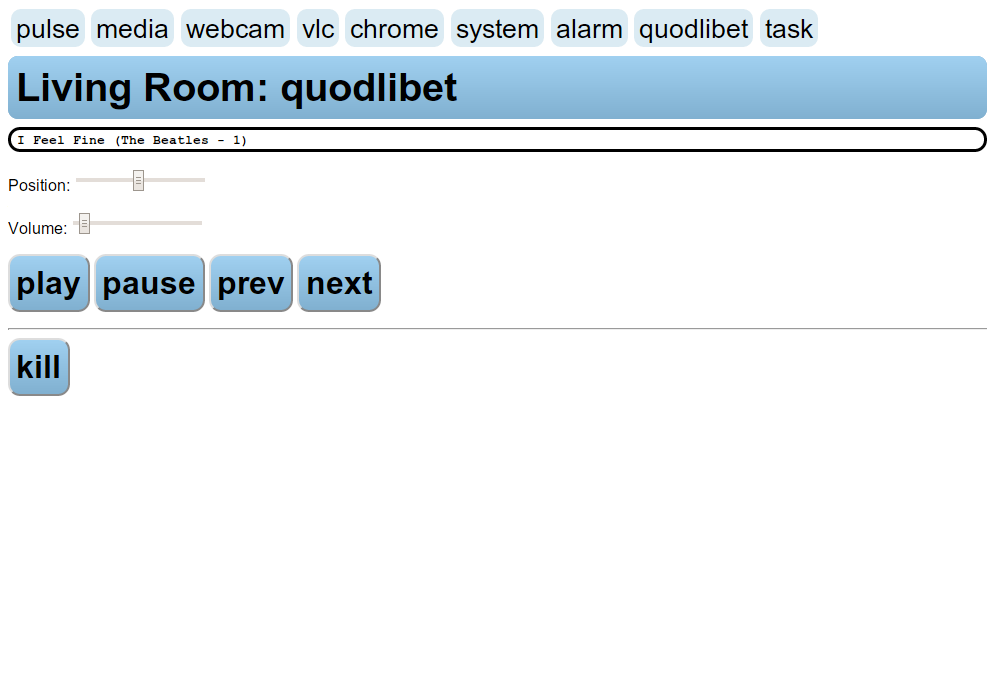 pulse media webcam vlc chrome system alarm quodlibet task
Living Room: quodlibet
I Feel Fine (The Beatles - 1)
Position:
Volume:
play pause prev next
kill